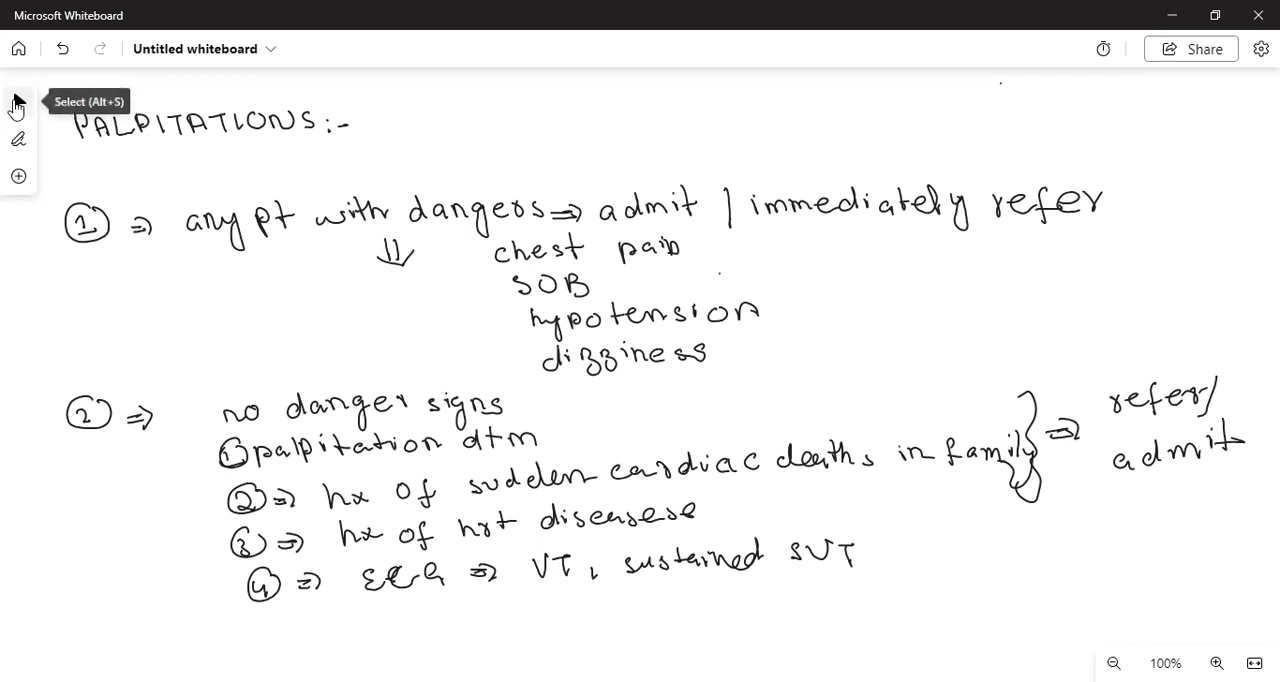 Microsoft Whiteboard
Untitled whiteboard
Share
Select (Alt+S)
PALPITATIONS:-
① ⇒ any pt with dangers ⇒ admit / immediately refer
chest pain
SOB
hypotension
dizziness
② ⇒ no danger signs
① palpitation dtm
② ⇒ hx of sudden cardiac deaths in family ⇒ refer/
admit
③ ⇒ hx of hrt diseasese
④ ⇒ ECG ⇒ VT, sustained SVT
100%